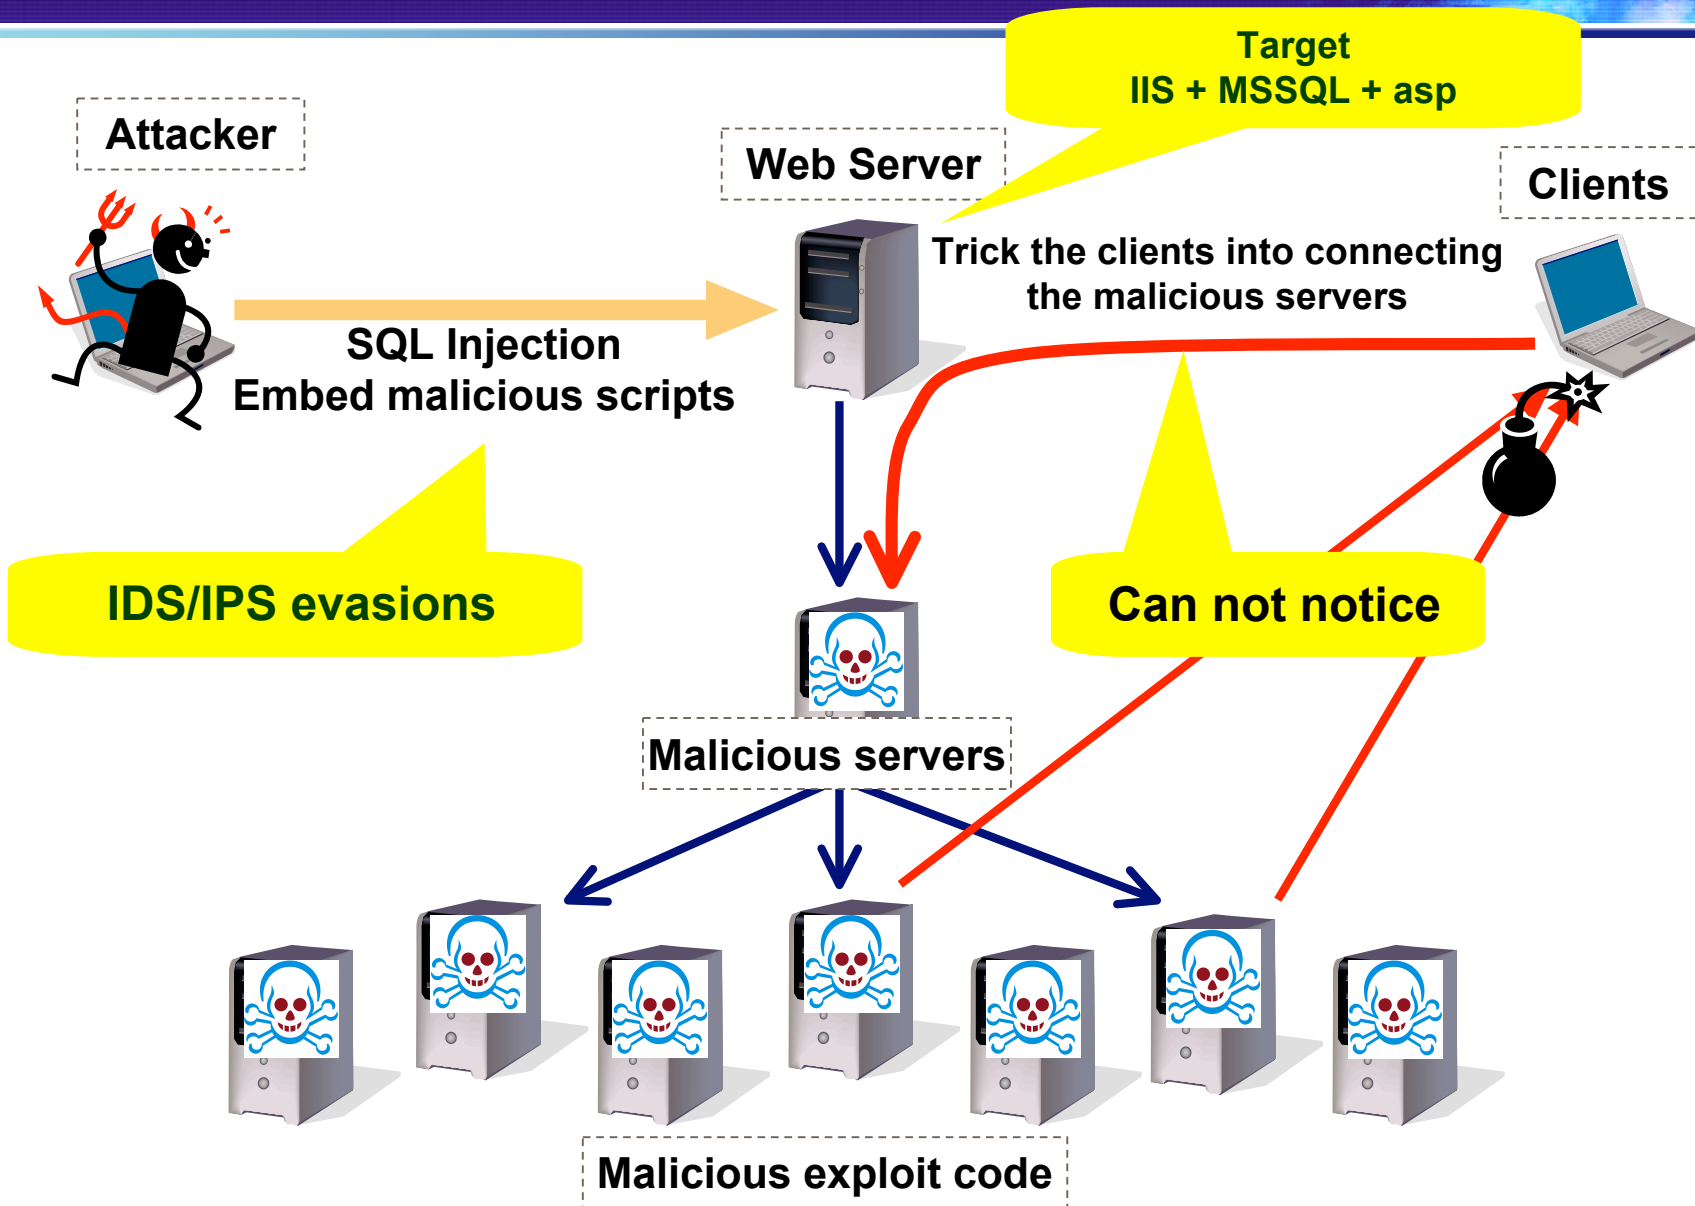 Target
IIS + MSSQL + asp
Attacker
Web Server
Clients
Trick the clients into connecting
the malicious servers
SQL Injection
Embed malicious scripts
IDS/IPS evasions
Can not notice
Malicious servers
Malicious exploit code